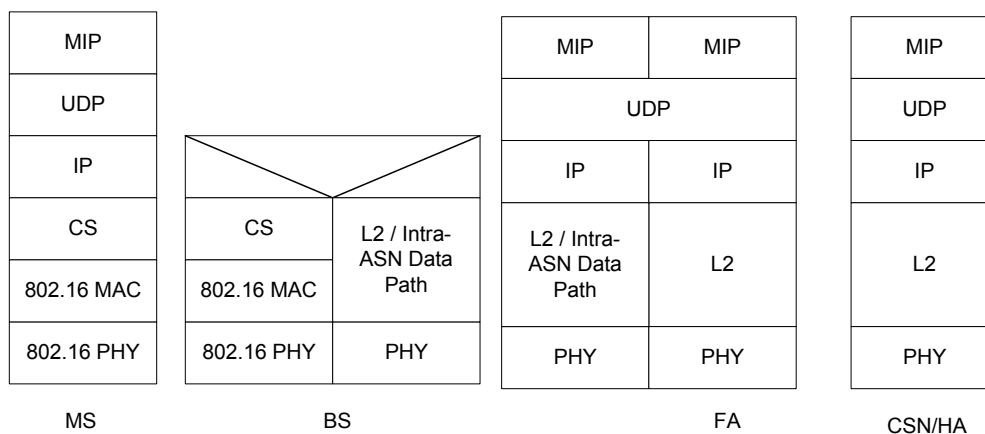 MIP
UDP
IP
CS
802.16 MAC
802.16 PHY
MS
CS
802.16 MAC
802.16 PHY
L2 / Intra-
ASN Data
Path
PHY
BS
MIP
MIP
UDP
IP
IP
L2 / Intra-
ASN Data
Path
L2
PHY
PHY
FA
MIP
UDP
IP
L2
PHY
CSN/HA